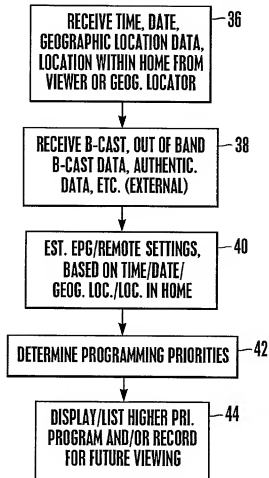 RECEIVE TIME, DATE,
GEOGRAPHIC LOCATION DATA,
LOCATION WITHIN HOME FROM
VIEWER OR GEOG. LOCATOR
36
RECEIVE B-CAST, OUT OF BAND
B-CAST DATA, AUTHENTIC.
DATA, ETC. (EXTERNAL)
38
EST. EPG/REMOTE SETTINGS,
BASED ON TIME/DATE/
GEOG. LOC./LOC. IN HOME
40
DETERMINE PROGRAMMING PRIORITIES
42
DISPLAY/LIST HIGHER PRI.
PROGRAM AND/OR RECORD
FOR FUTURE VIEWING
44